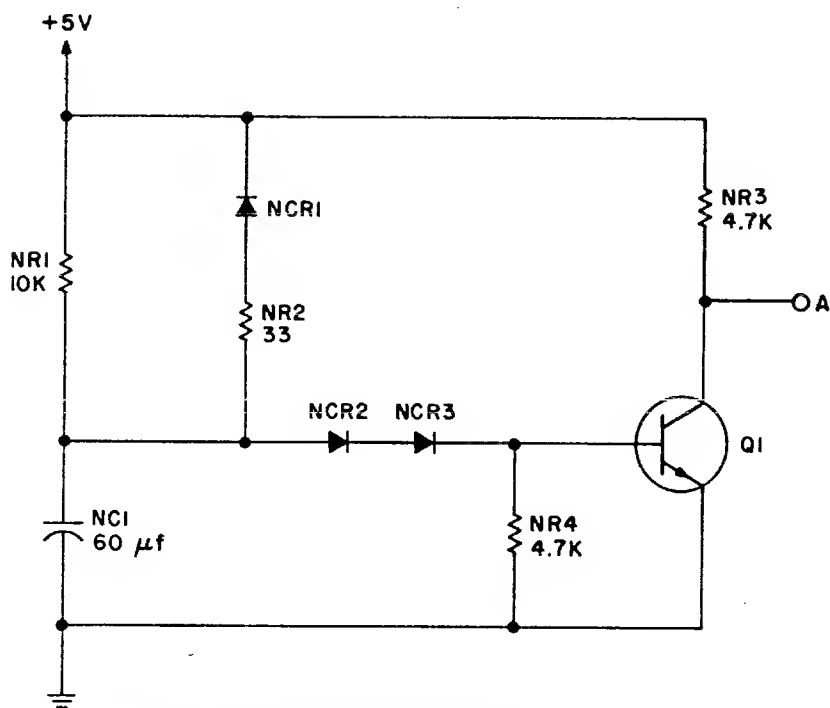 +5V
NCR1
NR3
4.7K
NR1
10K
NR2
33
A
NCR2 NCR3
Q1
NC1
60 µf
NR4
4.7K